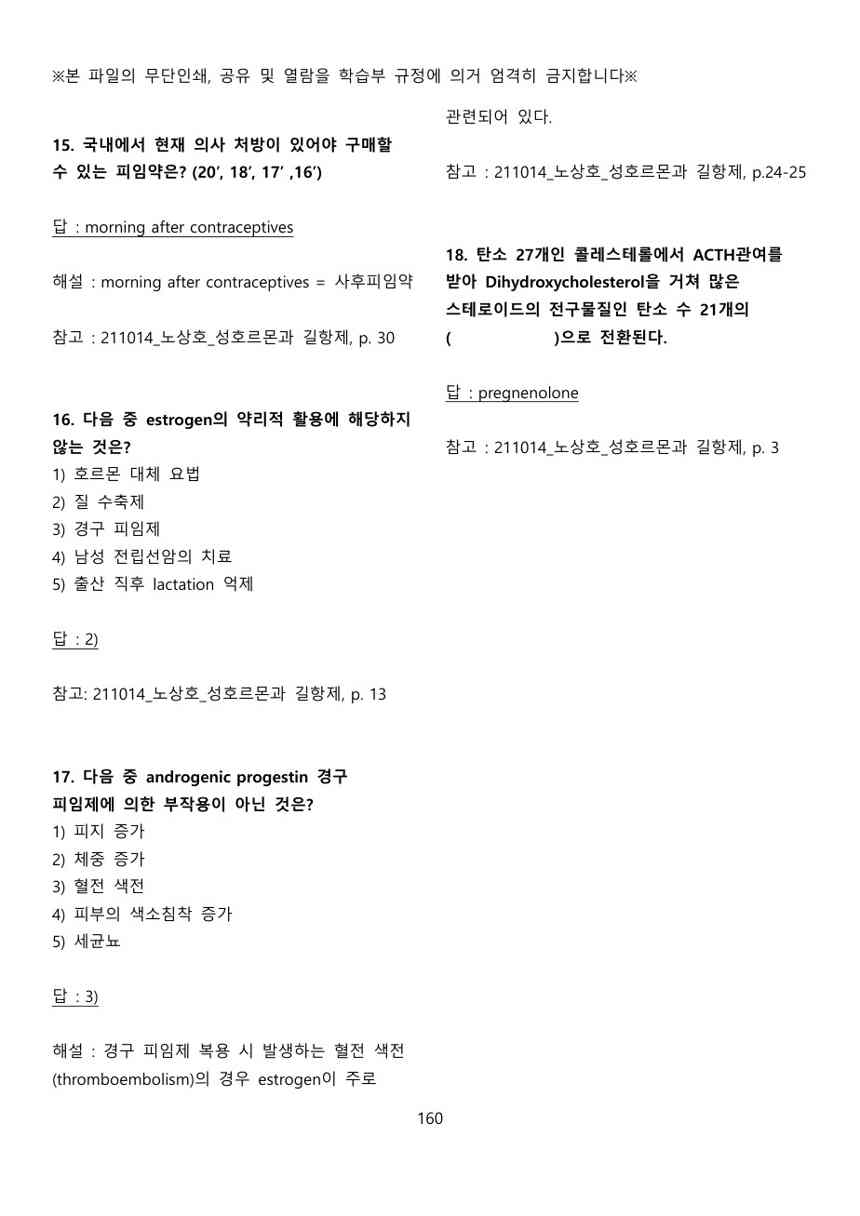 ※본 파일의 무단인쇄, 공유 및 열람을 학습부 규정에 의거 엄격히 금지합니다※
15. 국내에서 현재 의사 처방이 있어야 구매할
수 있는 피임약은? (20’, 18’, 17’ ,16’)
답 : morning after contraceptives
해설 : morning after contraceptives = 사후피임약
참고 : 211014_노상호_성호르몬과 길항제, p. 30
16. 다음 중 estrogen의 약리적 활용에 해당하지
않는 것은?
1) 호르몬 대체 요법
2) 질 수축제
3) 경구 피임제
4) 남성 전립선암의 치료
5) 출산 직후 lactation 억제
답 : 2)
참고: 211014_노상호_성호르몬과 길항제, p. 13
17. 다음 중 androgenic progestin 경구
피임제에 의한 부작용이 아닌 것은?
1) 피지 증가
2) 체중 증가
3) 혈전 색전
4) 피부의 색소침착 증가
5) 세균뇨
답 : 3)
해설 : 경구 피임제 복용 시 발생하는 혈전 색전
(thromboembolism)의 경우 estrogen이 주로
관련되어 있다.
참고 : 211014_노상호_성호르몬과 길항제, p.24-25
18. 탄소 27개인 콜레스테롤에서 ACTH관여를
받아 Dihydroxycholesterol을 거쳐 많은
스테로이드의 전구물질인 탄소 수 21개의
( )으로 전환된다.
답 : pregnenolone
참고 : 211014_노상호_성호르몬과 길항제, p. 3
160